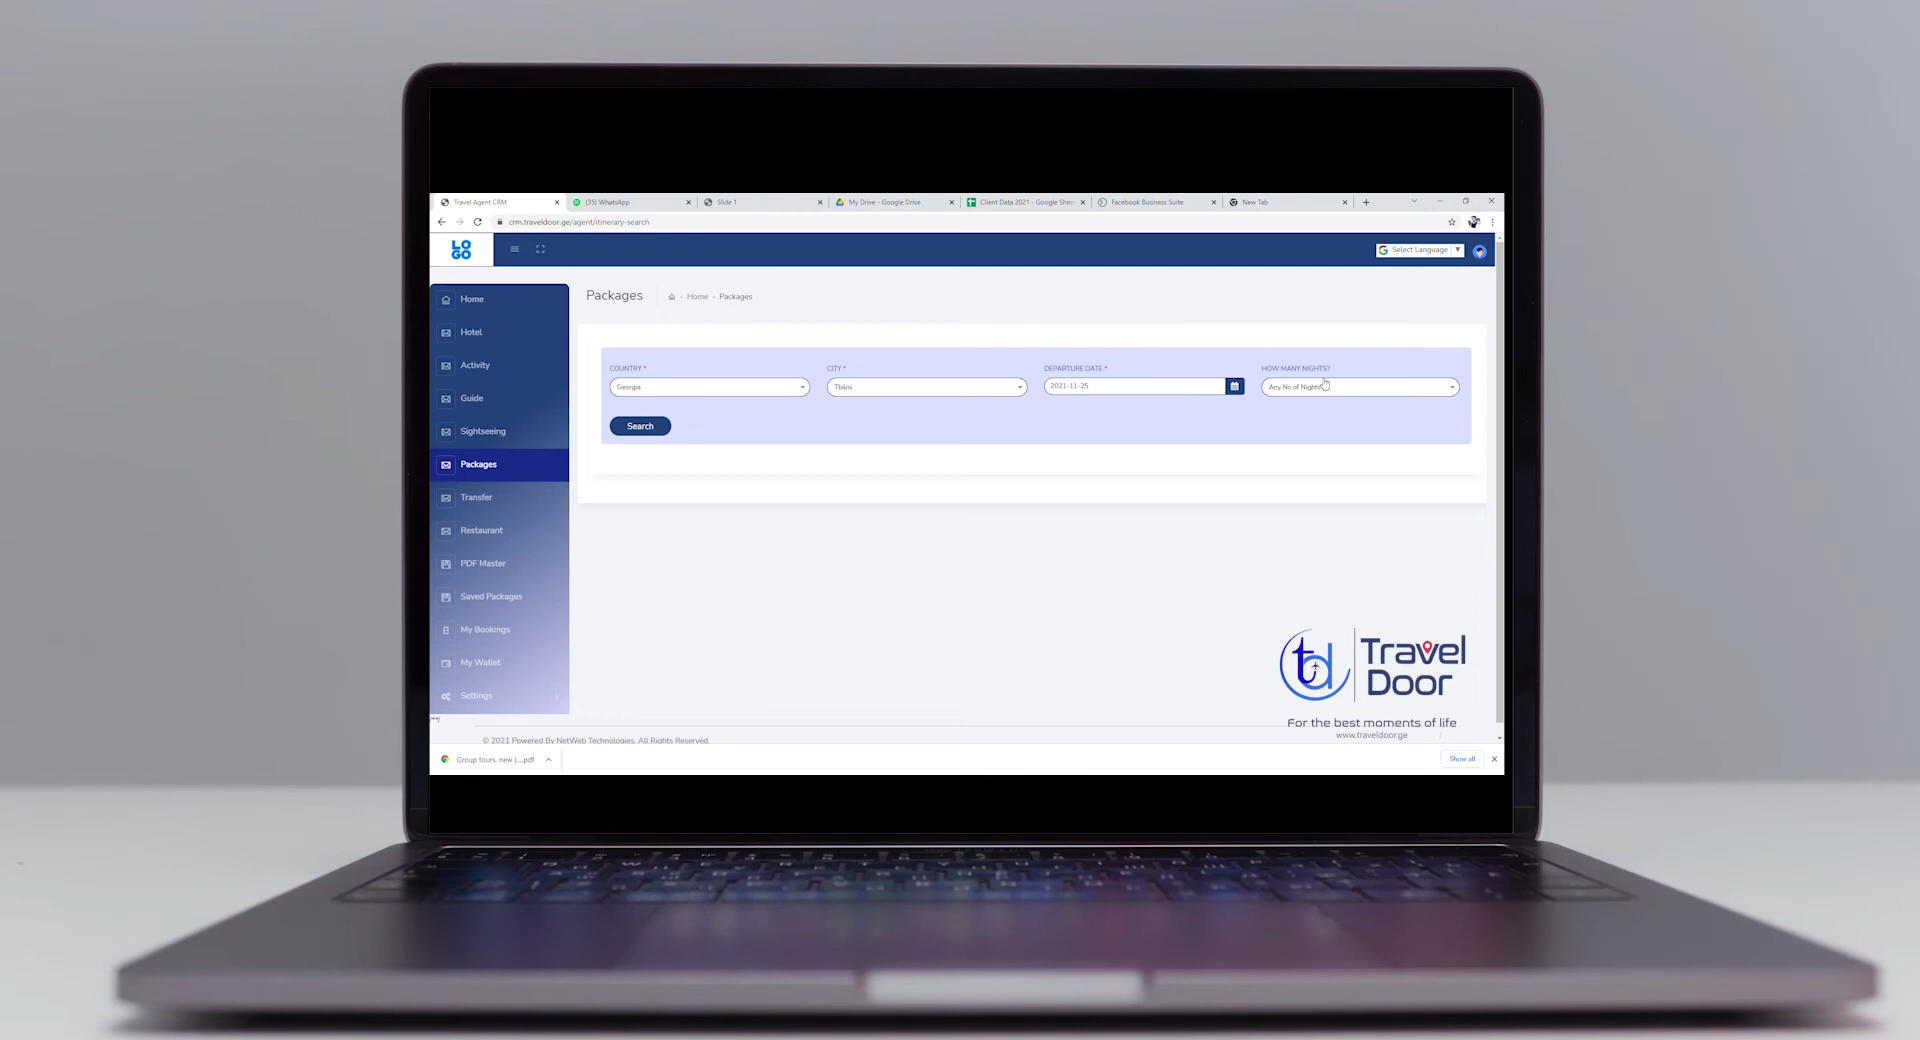 Travel Agent CRM
(35) WhatsApp
Slide 1
My Drive - Google Drive
Client Data 2021 - Google Shee
Facebook Business Suite
New Tab
crm.traveldoor.ge/agent/itinerary-search
LO
GO
Select Language
Home
Hotel
Activity
Guide
Sightseeing
Packages
Transfer
Restaurant
PDF Master
Saved Packages
My Bookings
My Wallet
Settings
Packages
- Home - Packages
COUNTRY *
Georgia
CITY *
Tbilisi
DEPARTURE DATE *
2021-11-25
HOW MANY NIGHTS?
Any No of Nights
Search
td
Travel
Door
For the best moments of life
www.traveldoor.ge
/**/
© 2021 Powered By NetWeb Technologies. All Rights Reserved.
Group tours. new (....pdf
Show all